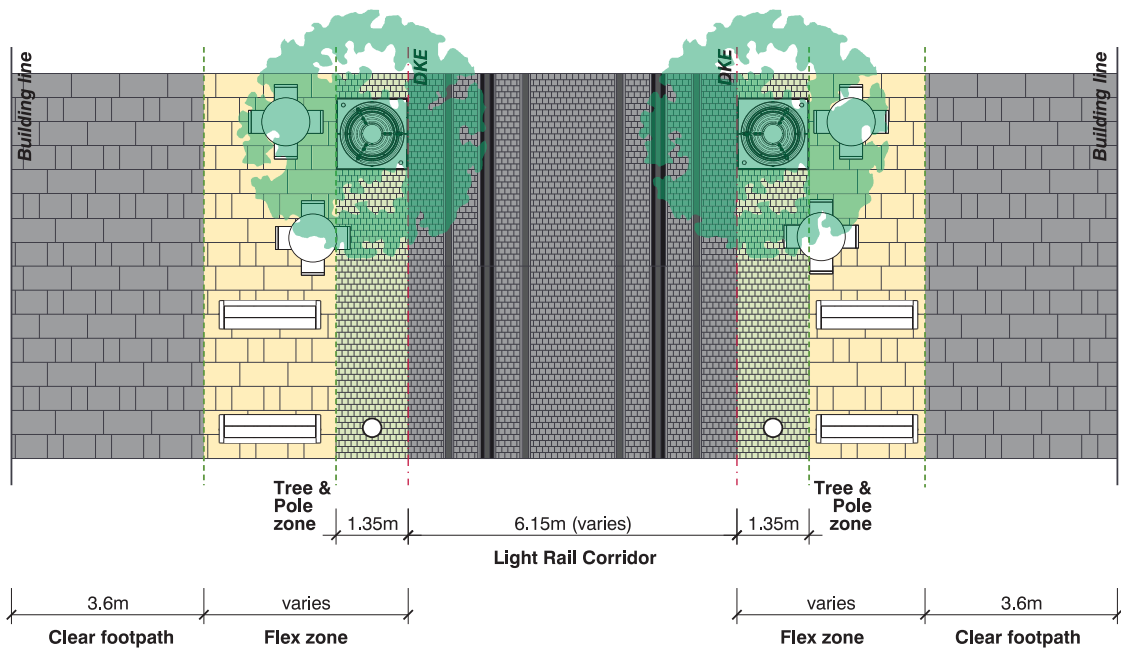 Building line
DKE
DKE
Building line
Tree &
Pole
zone
1.35m
6.15m (varies)
1.35m
Tree &
Pole
zone
Light Rail Corridor
3.6m
varies
varies
3.6m
Clear footpath
Flex zone
Flex zone
Clear footpath